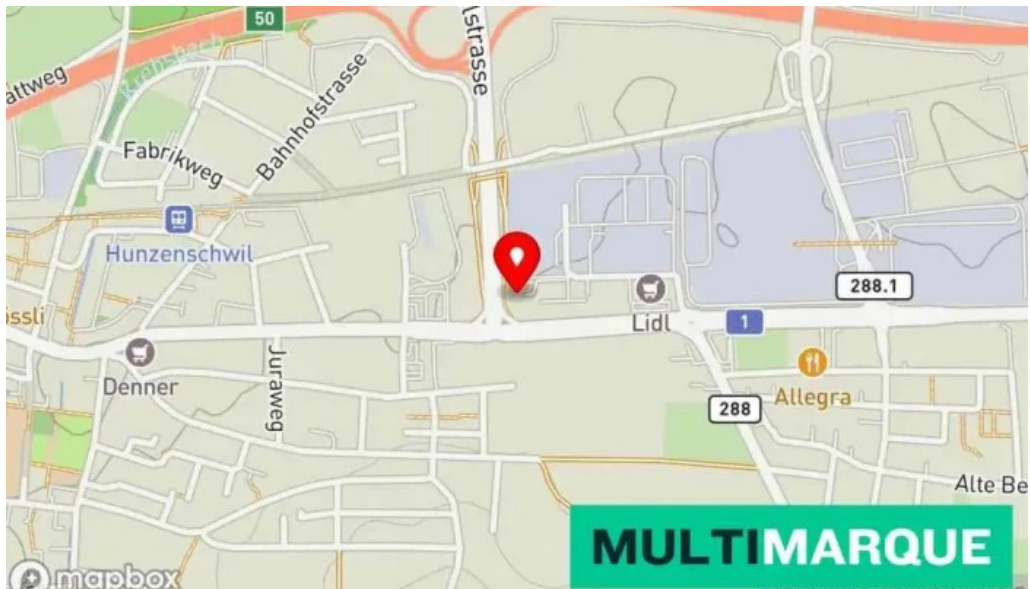 50
lstrasse
attweg
Krebsbach
Bahnhofstrasse
Fabrikweg
Hunzenschwil
288.1
össli
Lidl
1
Denner
Juraweg
Allegra
288
Alte Be
MULTIMARQUE
mapbox